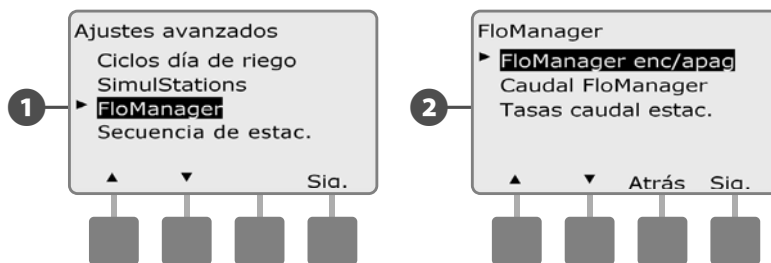 Ajustes avanzados
Ciclos día de riego
SimulStations
FloManager
Secuencia de estac.
Sig.
1
FloManager
FloManager enc/apag
Caudal FloManager
Tasas caudal estac.
Atrás Sig.
2